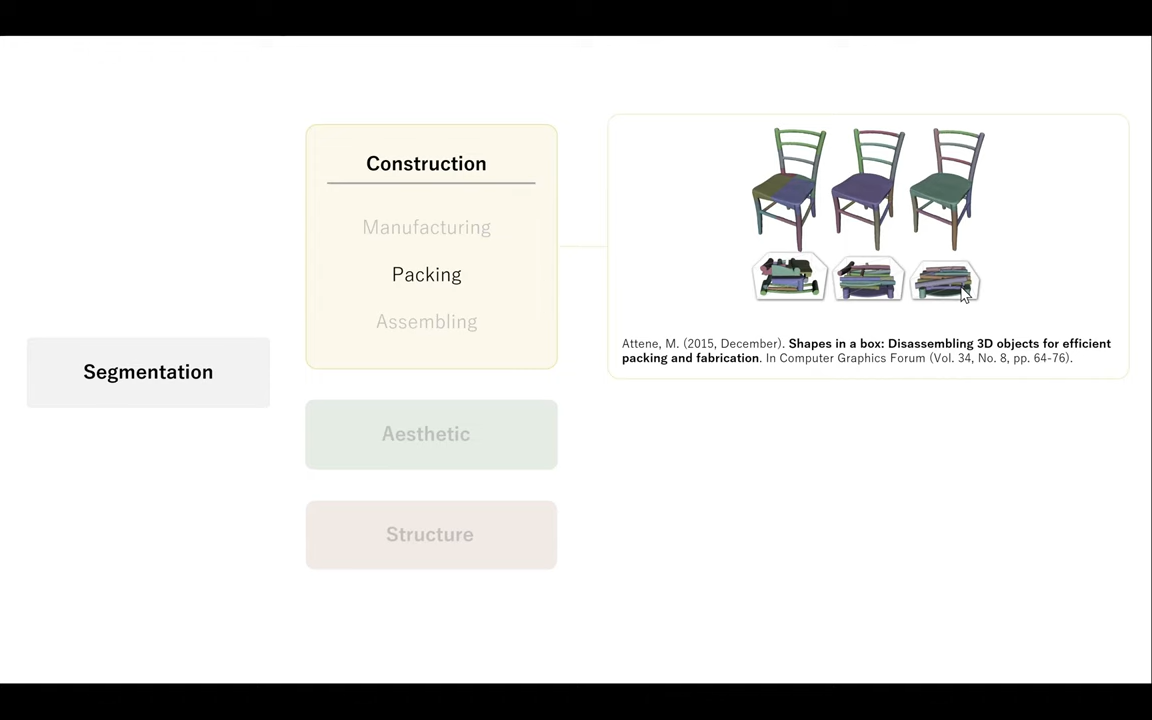 Construction
Manufacturing
Packing
Assembling
Segmentation
Aesthetic
Structure
Attene, M. (2015, December). Shapes in a box: Disassembling 3D objects for efficient
packing and fabrication. In Computer Graphics Forum (Vol. 34, No. 8, pp. 64-76).